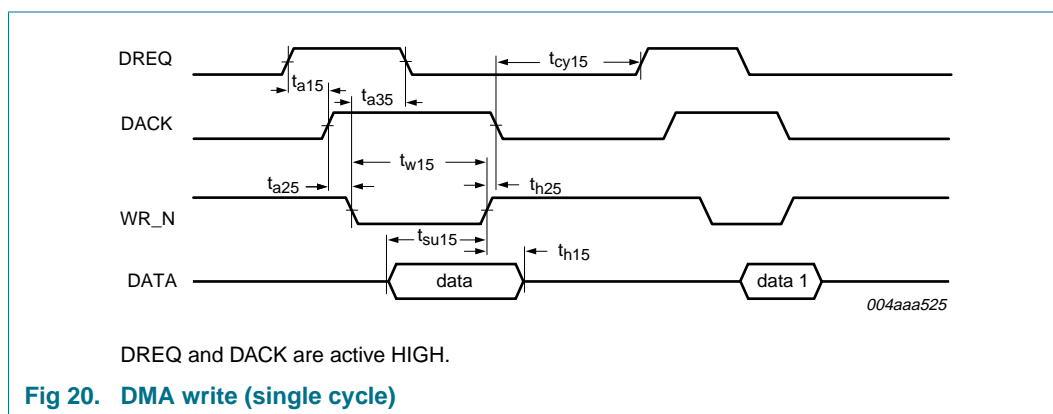 DREQ
t_cy15
t_a15
t_a35
DACK
t_w15
t_a25
t_h25
WR_N
t_su15
t_h15
DATA
data
data 1
004aaa525
DREQ and DACK are active HIGH.
Fig 20. DMA write (single cycle)